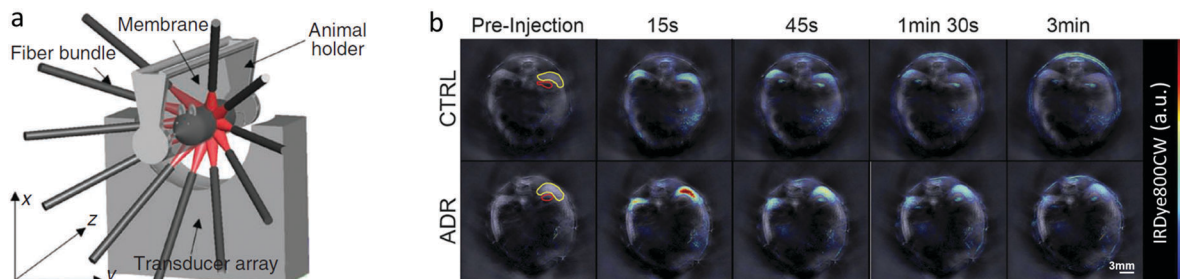 a
Membrane
Animal
holder
Fiber bundle
x
z
y
Transducer array
b
Pre-Injection 15s 45s 1min 30s 3min
CTRL
ADR
3mm
IRDye800CW (a.u.)